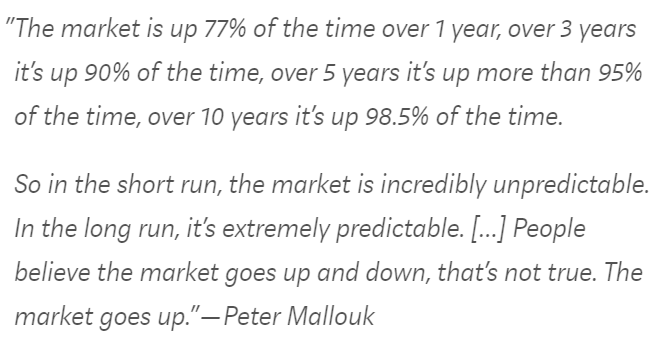 "The market is up 77% of the time over 1 year, over 3 years
it's up 90% of the time, over 5 years it's up more than 95%
of the time, over 10 years it's up 98.5% of the time.
So in the short run, the market is incredibly unpredictable.
In the long run, it's extremely predictable. [...] People
believe the market goes up and down, that's not true. The
market goes up."—Peter Mallouk